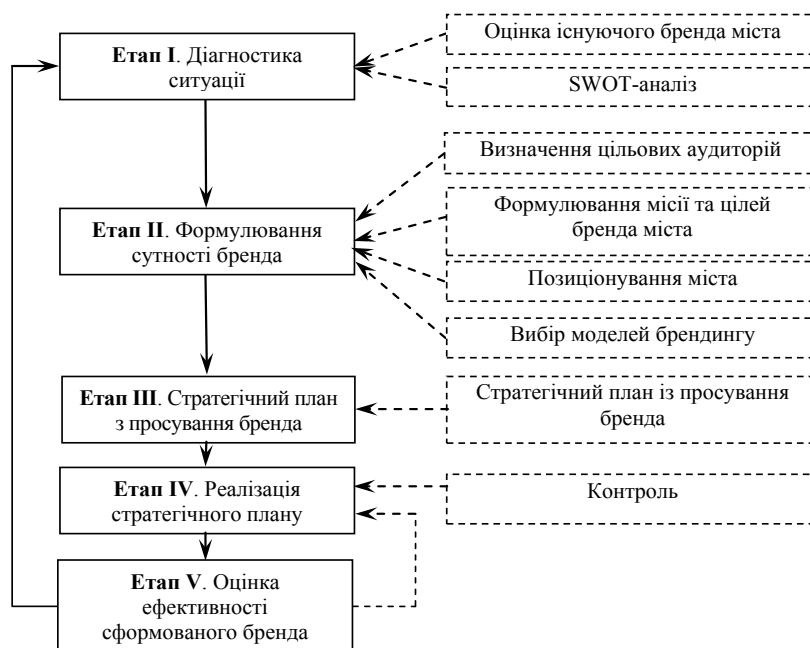 Етап I. Діагностика
ситуації
Оцінка існуючого бренда міста
SWOT-аналіз
Визначення цільових аудиторій
Етап II. Формулювання
сутності бренда
Формулювання місії та цілей
бренда міста
Позиціонування міста
Вибір моделей брендингу
Етап III. Стратегічний план
з просування бренда
Стратегічний план із просування
бренда
Етап IV. Реалізація
стратегічного плану
Контроль
Етап V. Оцінка
ефективності
сформованого бренда